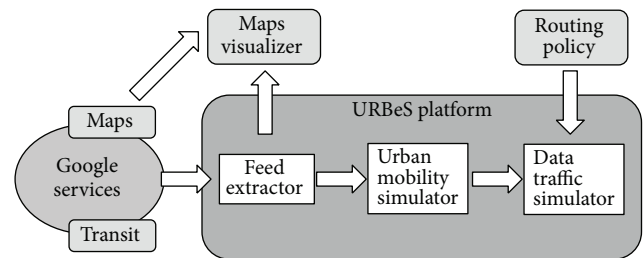 Maps
visualizer
Routing
policy
URBeS platform
Maps
Google
services
Transit
Feed
extractor
Urban
mobility
simulator
Data
traffic
simulator